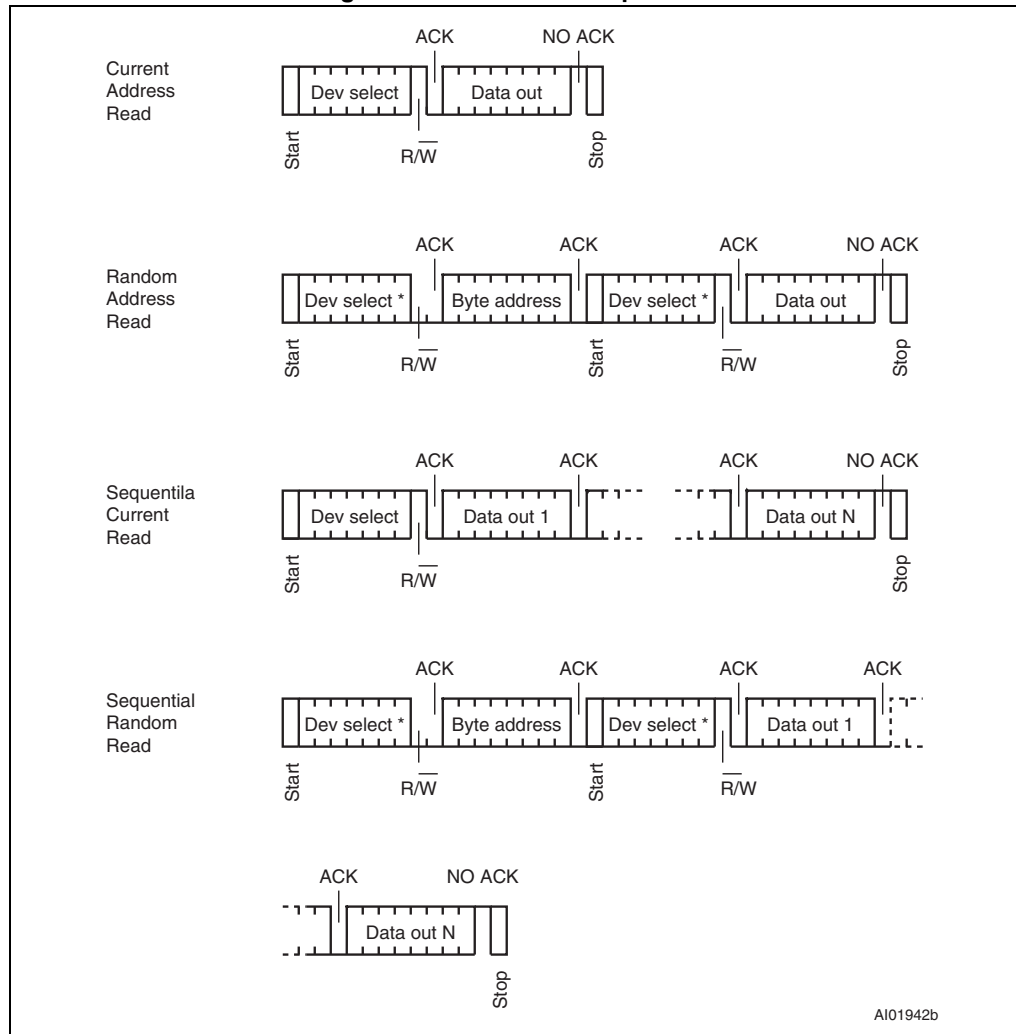 ACK NO ACK
Current
Address
Read
Dev select Data out
Start R/W Stop
ACK ACK ACK NO ACK
Random
Address
Read
Dev select * Byte address Dev select * Data out
Start R/W Start R/W Stop
ACK ACK ACK NO ACK
Sequentila
Current
Read
Dev select Data out 1 Data out N
Start R/W Stop
ACK ACK ACK ACK
Sequential
Random
Read
Dev select * Byte address Dev select * Data out 1
Start R/W Start R/W
ACK NO ACK
Data out N
Stop
AI01942b